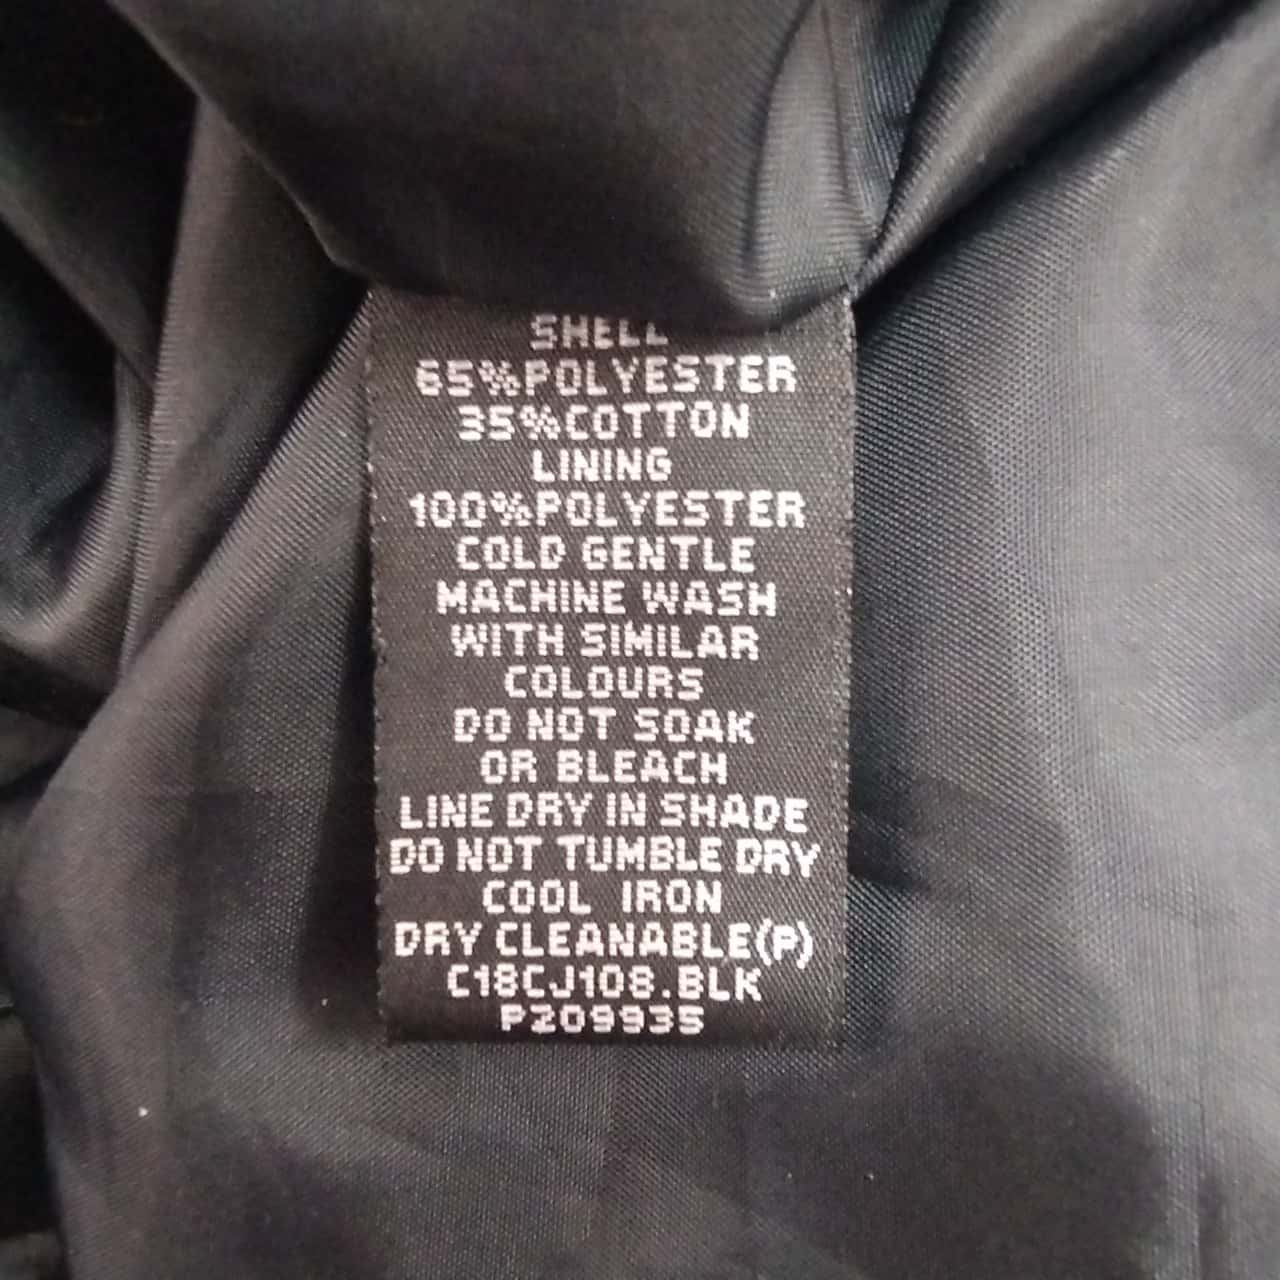 SHELL
65%POLYESTER
35%COTTON
LINING
100%POLYESTER
COLD GENTLE
MACHINE WASH
WITH SIMILAR
COLOURS
DO NOT SOAK
OR BLEACH
LINE DRY IN SHADE
DO NOT TUMBLE DRY
COOL IRON
DRY CLEANABLE(P)
C18CJ108.BLK
P209935